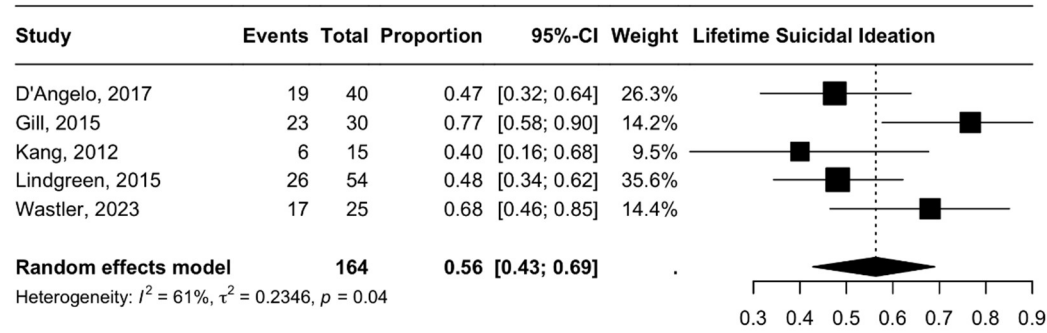 Study Events Total Proportion 95%-CI Weight Lifetime Suicidal Ideation
D'Angelo, 2017 19 40 0.47 [0.32; 0.64] 26.3%
Gill, 2015 23 30 0.77 [0.58; 0.90] 14.2%
Kang, 2012 6 15 0.40 [0.16; 0.68] 9.5%
Lindgreen, 2015 26 54 0.48 [0.34; 0.62] 35.6%
Wastler, 2023 17 25 0.68 [0.46; 0.85] 14.4%
Random effects model 164 0.56 [0.43; 0.69] .
Heterogeneity: I² = 61%, τ² = 0.2346, p = 0.04
0.3 0.4 0.5 0.6 0.7 0.8 0.9